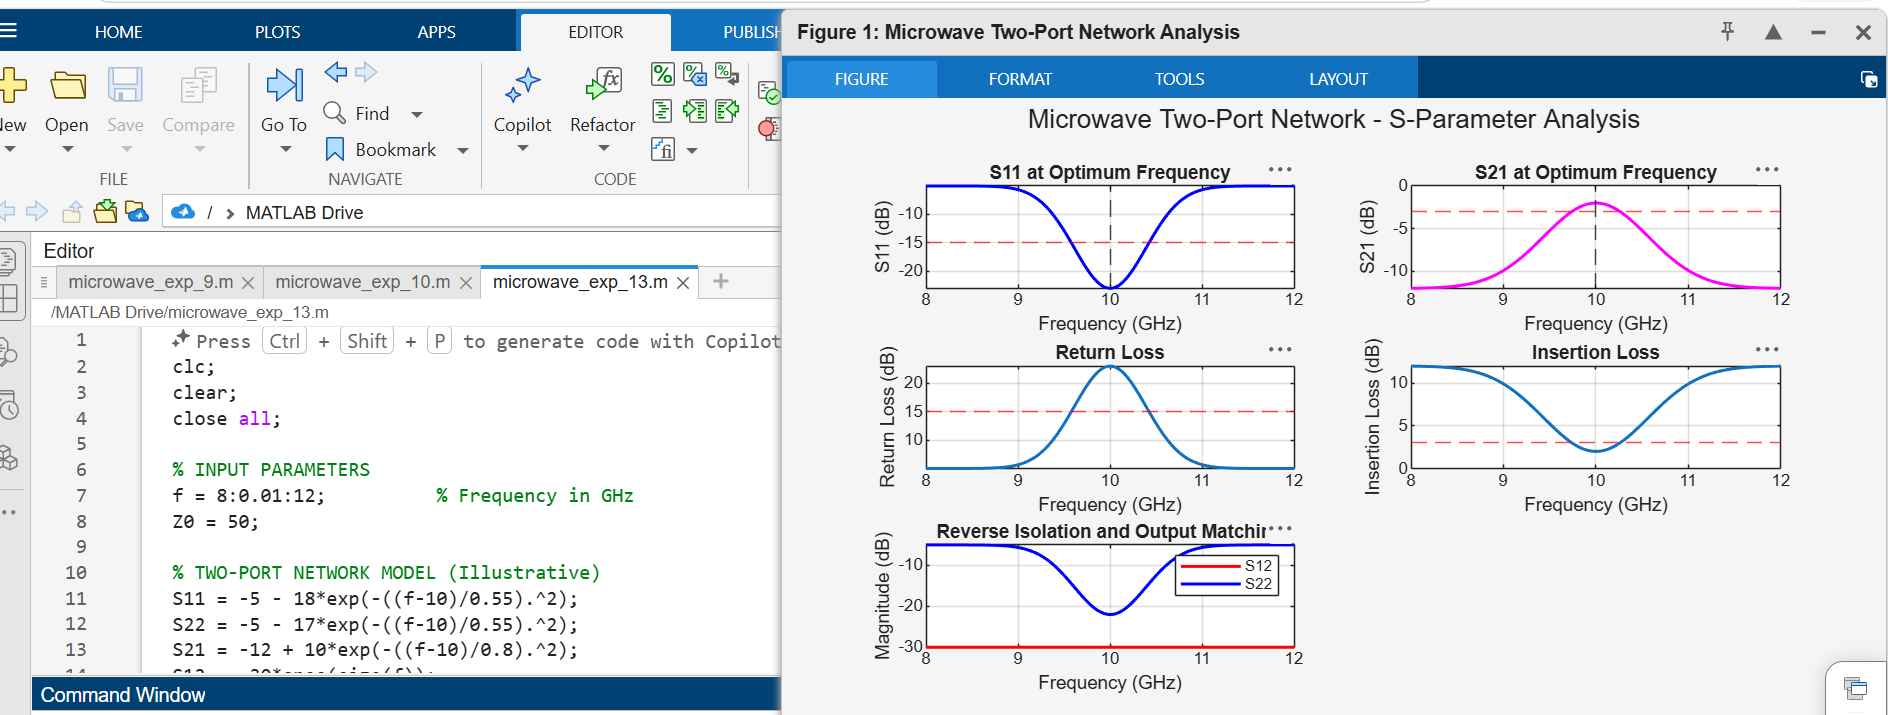 HOME PLOTS APPS EDITOR
Figure 1: Microwave Two-Port Network Analysis
FIGURE FORMAT TOOLS LAYOUT
Open Save Compare
Go To
Find
Bookmark
Copilot Refactor
FILE NAVIGATE CODE
/ > MATLAB Drive
Editor
microwave_exp_9.m × microwave_exp_10.m × microwave_exp_13.m × +
/MATLAB Drive/microwave_exp_13.m
1 Press Ctrl + Shift + P to generate code with Copilot
2 clc;
3 clear;
4 close all;
5
6 % INPUT PARAMETERS
7 f = 8:0.01:12; % Frequency in GHz
8 Z0 = 50;
9
10 % TWO-PORT NETWORK MODEL (Illustrative)
11 S11 = -5 - 18*exp(-((f-10)/0.55).^2);
12 S22 = -5 - 17*exp(-((f-10)/0.55).^2);
13 S21 = -12 + 10*exp(-((f-10)/0.8).^2);
Command Window
Microwave Two-Port Network - S-Parameter Analysis
S11 at Optimum Frequency
S11 (dB)
-10
-15
-20
8 9 10 11 12
Frequency (GHz)
S21 at Optimum Frequency
S21 (dB)
0
-5
-10
8 9 10 11 12
Frequency (GHz)
Return Loss
Return Loss (dB)
20
15
10
8 9 10 11 12
Frequency (GHz)
Insertion Loss
Insertion Loss (dB)
10
5
0
8 9 10 11 12
Frequency (GHz)
Reverse Isolation and Output Matchir
Magnitude (dB)
-10
-20
-30
S12
S22
8 9 10 11 12
Frequency (GHz)